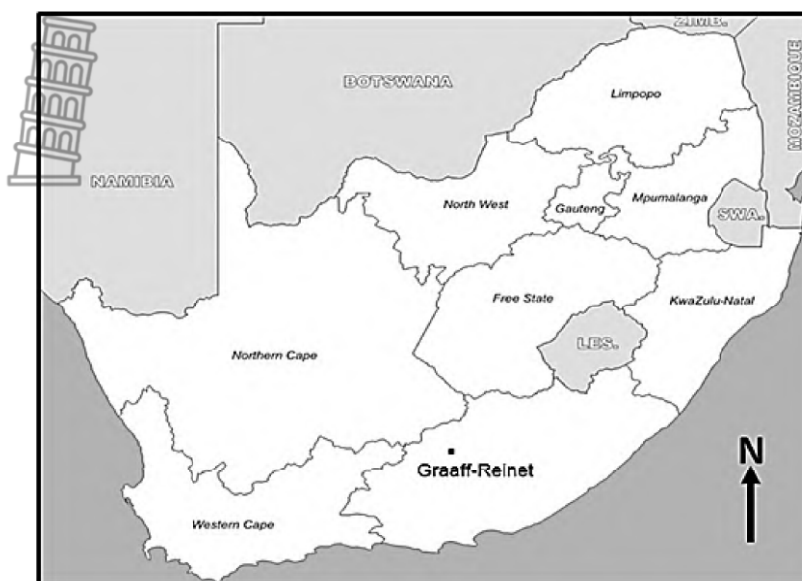 ZIMB.
BOTSWANA
Limpopo
MOZAMBIQUE
NAMIBIA
North West
Gauteng
Mpumalanga
SWA.
Free State
KwaZulu-Natal
LES.
Northern Cape
Graaff-Reinet
N
Western Cape